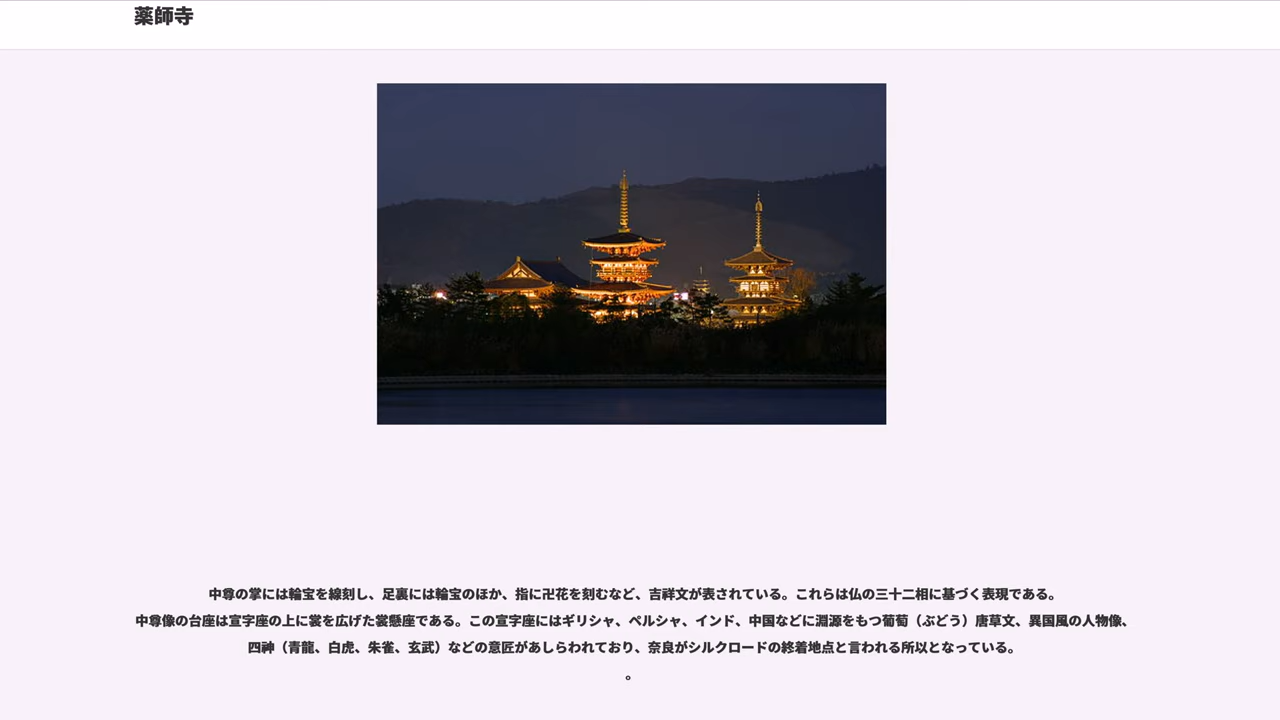 薬師寺
中尊の掌には輪宝を線刻し、足裏には輪宝のほか、指に卍花を刻むなど、吉祥文が表されている。これらは仏の三十二相に基づく表現である。
中尊像の台座は宣字座の上に裳を広げた裳懸座である。この宣字座にはギリシャ、ペルシャ、インド、中国などに淵源をもつ葡萄（ぶどう）唐草文、異国風の人物像、
四神（青龍、白虎、朱雀、玄武）などの意匠があしらわれており、奈良がシルクロードの終着地点と言われる所以となっている。
。